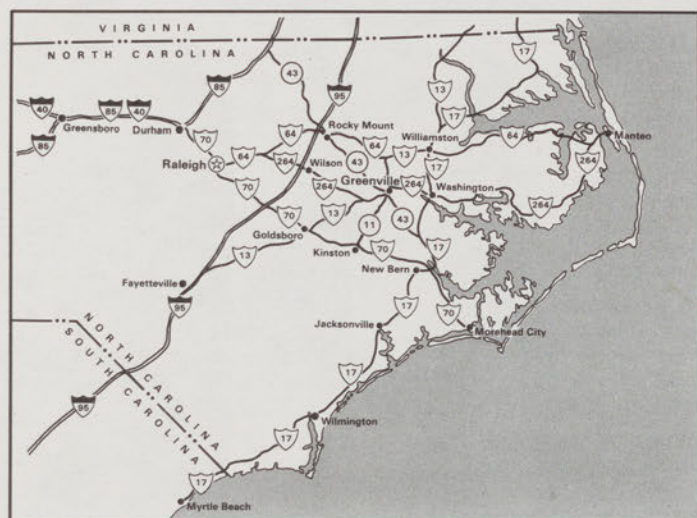 VIRGINIA
NORTH CAROLINA
17
43
85
13
95
40
85
40
17
Greensboro
Durham
85
70
64
Rocky Mount
64
Williamston
64
Manteo
Raleigh
64
43
13
264
Wilson
17
264
264
Greenville
264
Washington
70
264
70
13
11
43
Goldsboro
13
Kinston
70
17
New Bern
Fayetteville
95
17
70
Jacksonville
Morehead City
NORTH CAROLINA
SOUTH CAROLINA
17
95
Wilmington
17
17
Myrtle Beach